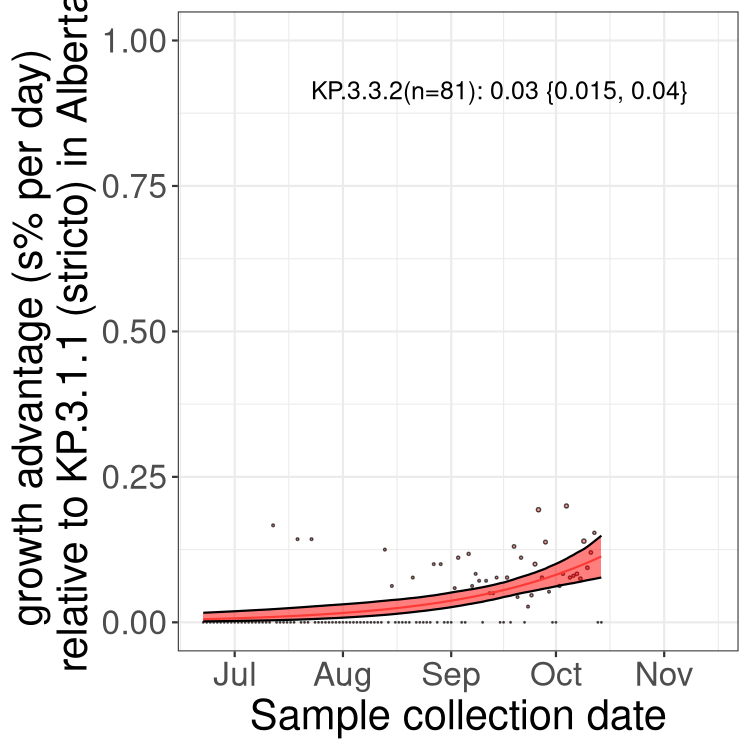 growth advantage (s% per day)
relative to KP.3.1.1 (stricto) in Alberta
1.00
0.75
0.50
0.25
0.00
KP.3.3.2(n=81): 0.03 {0.015, 0.04}
Jul Aug Sep Oct Nov
Sample collection date